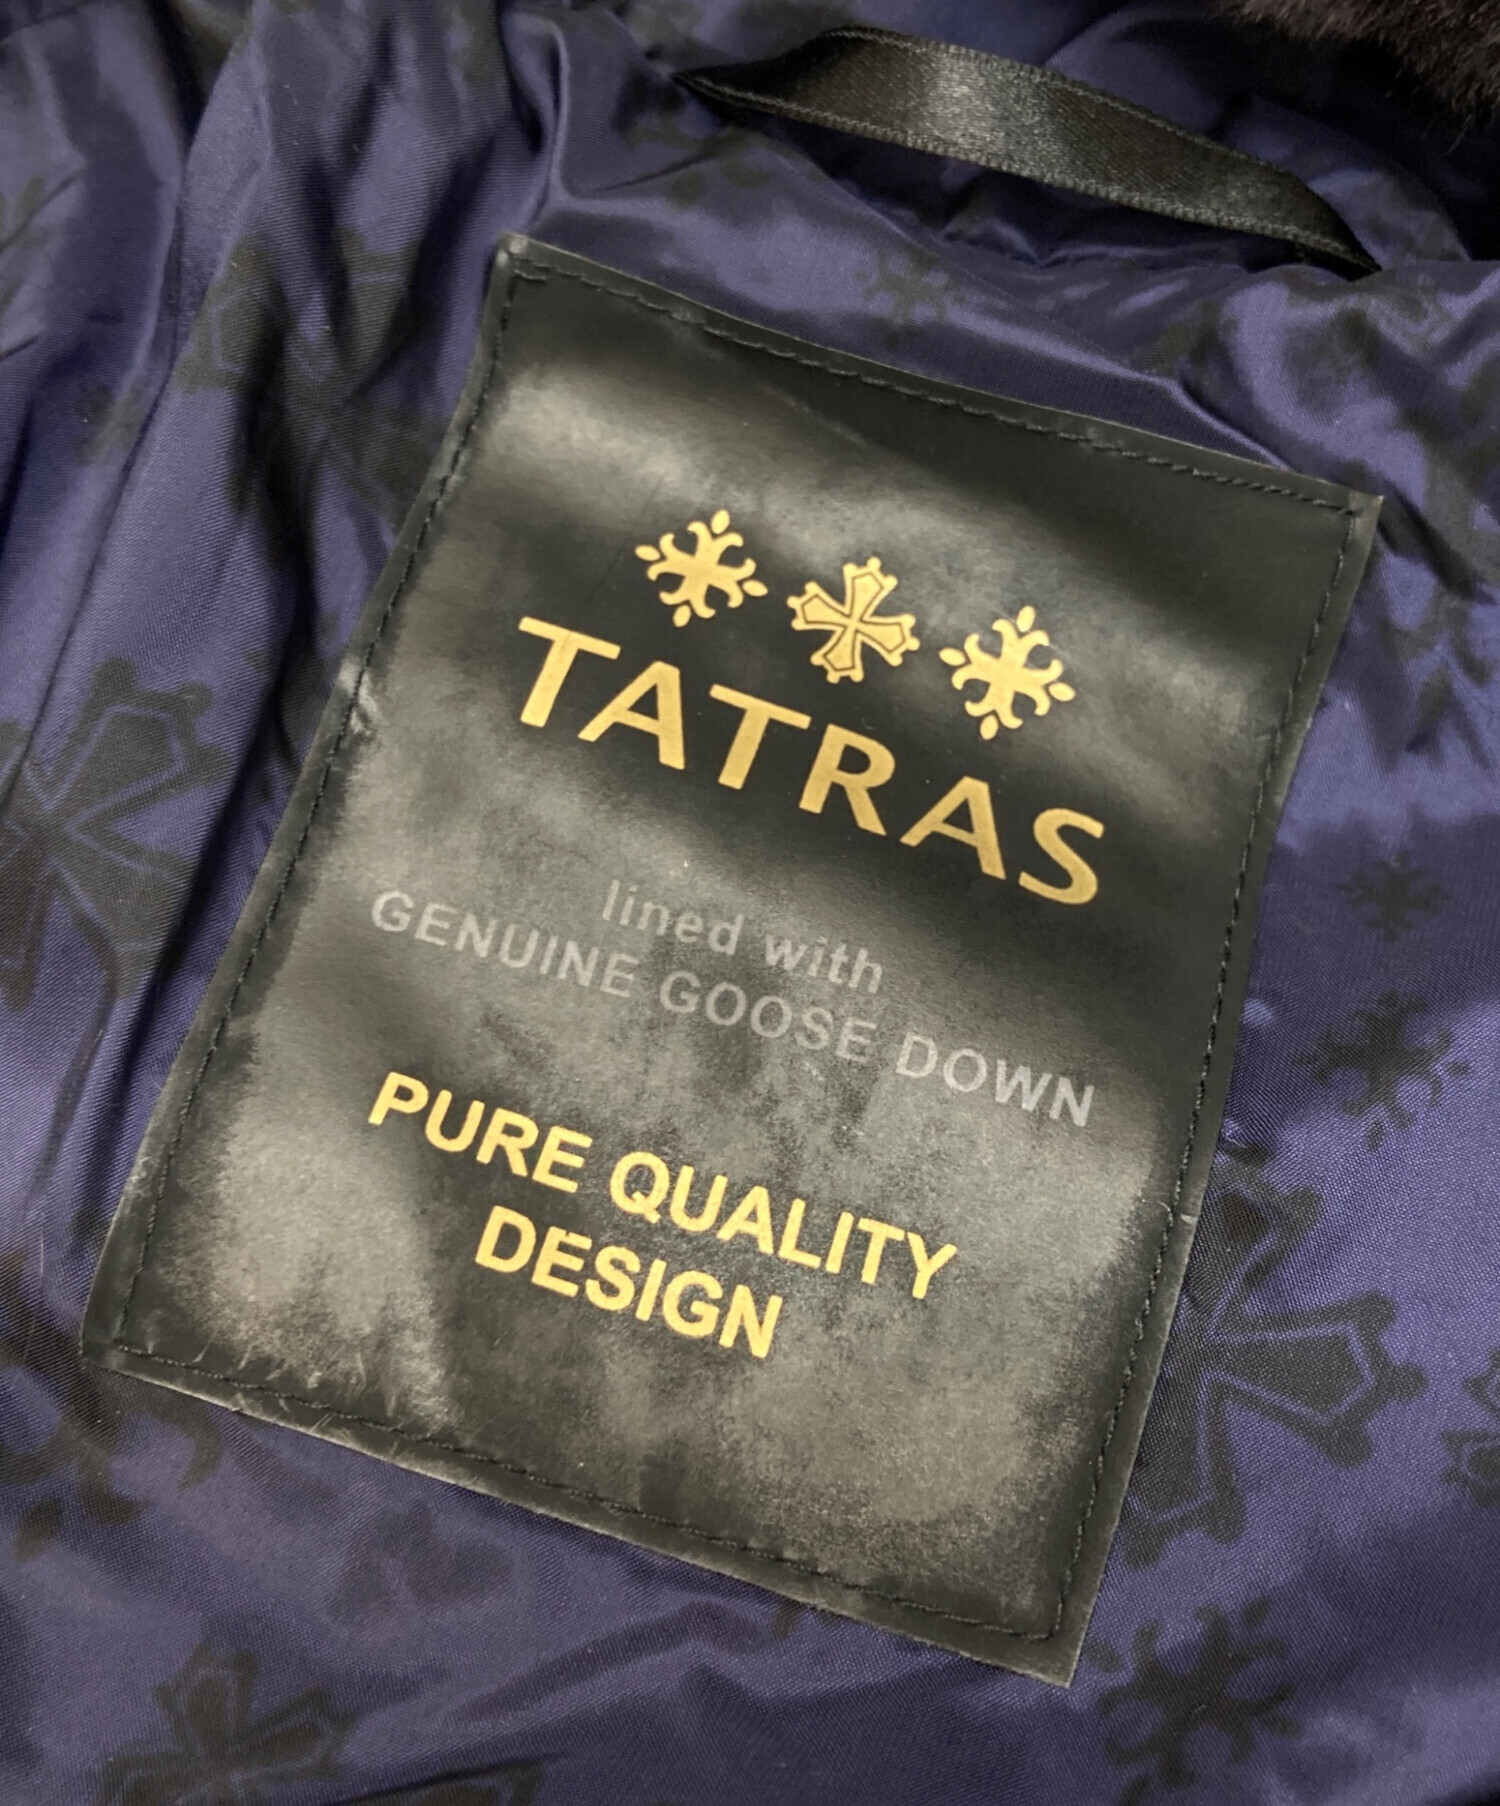 TATRAS
lined with
GENUINE GOOSE DOWN
PURE QUALITY
DESIGN